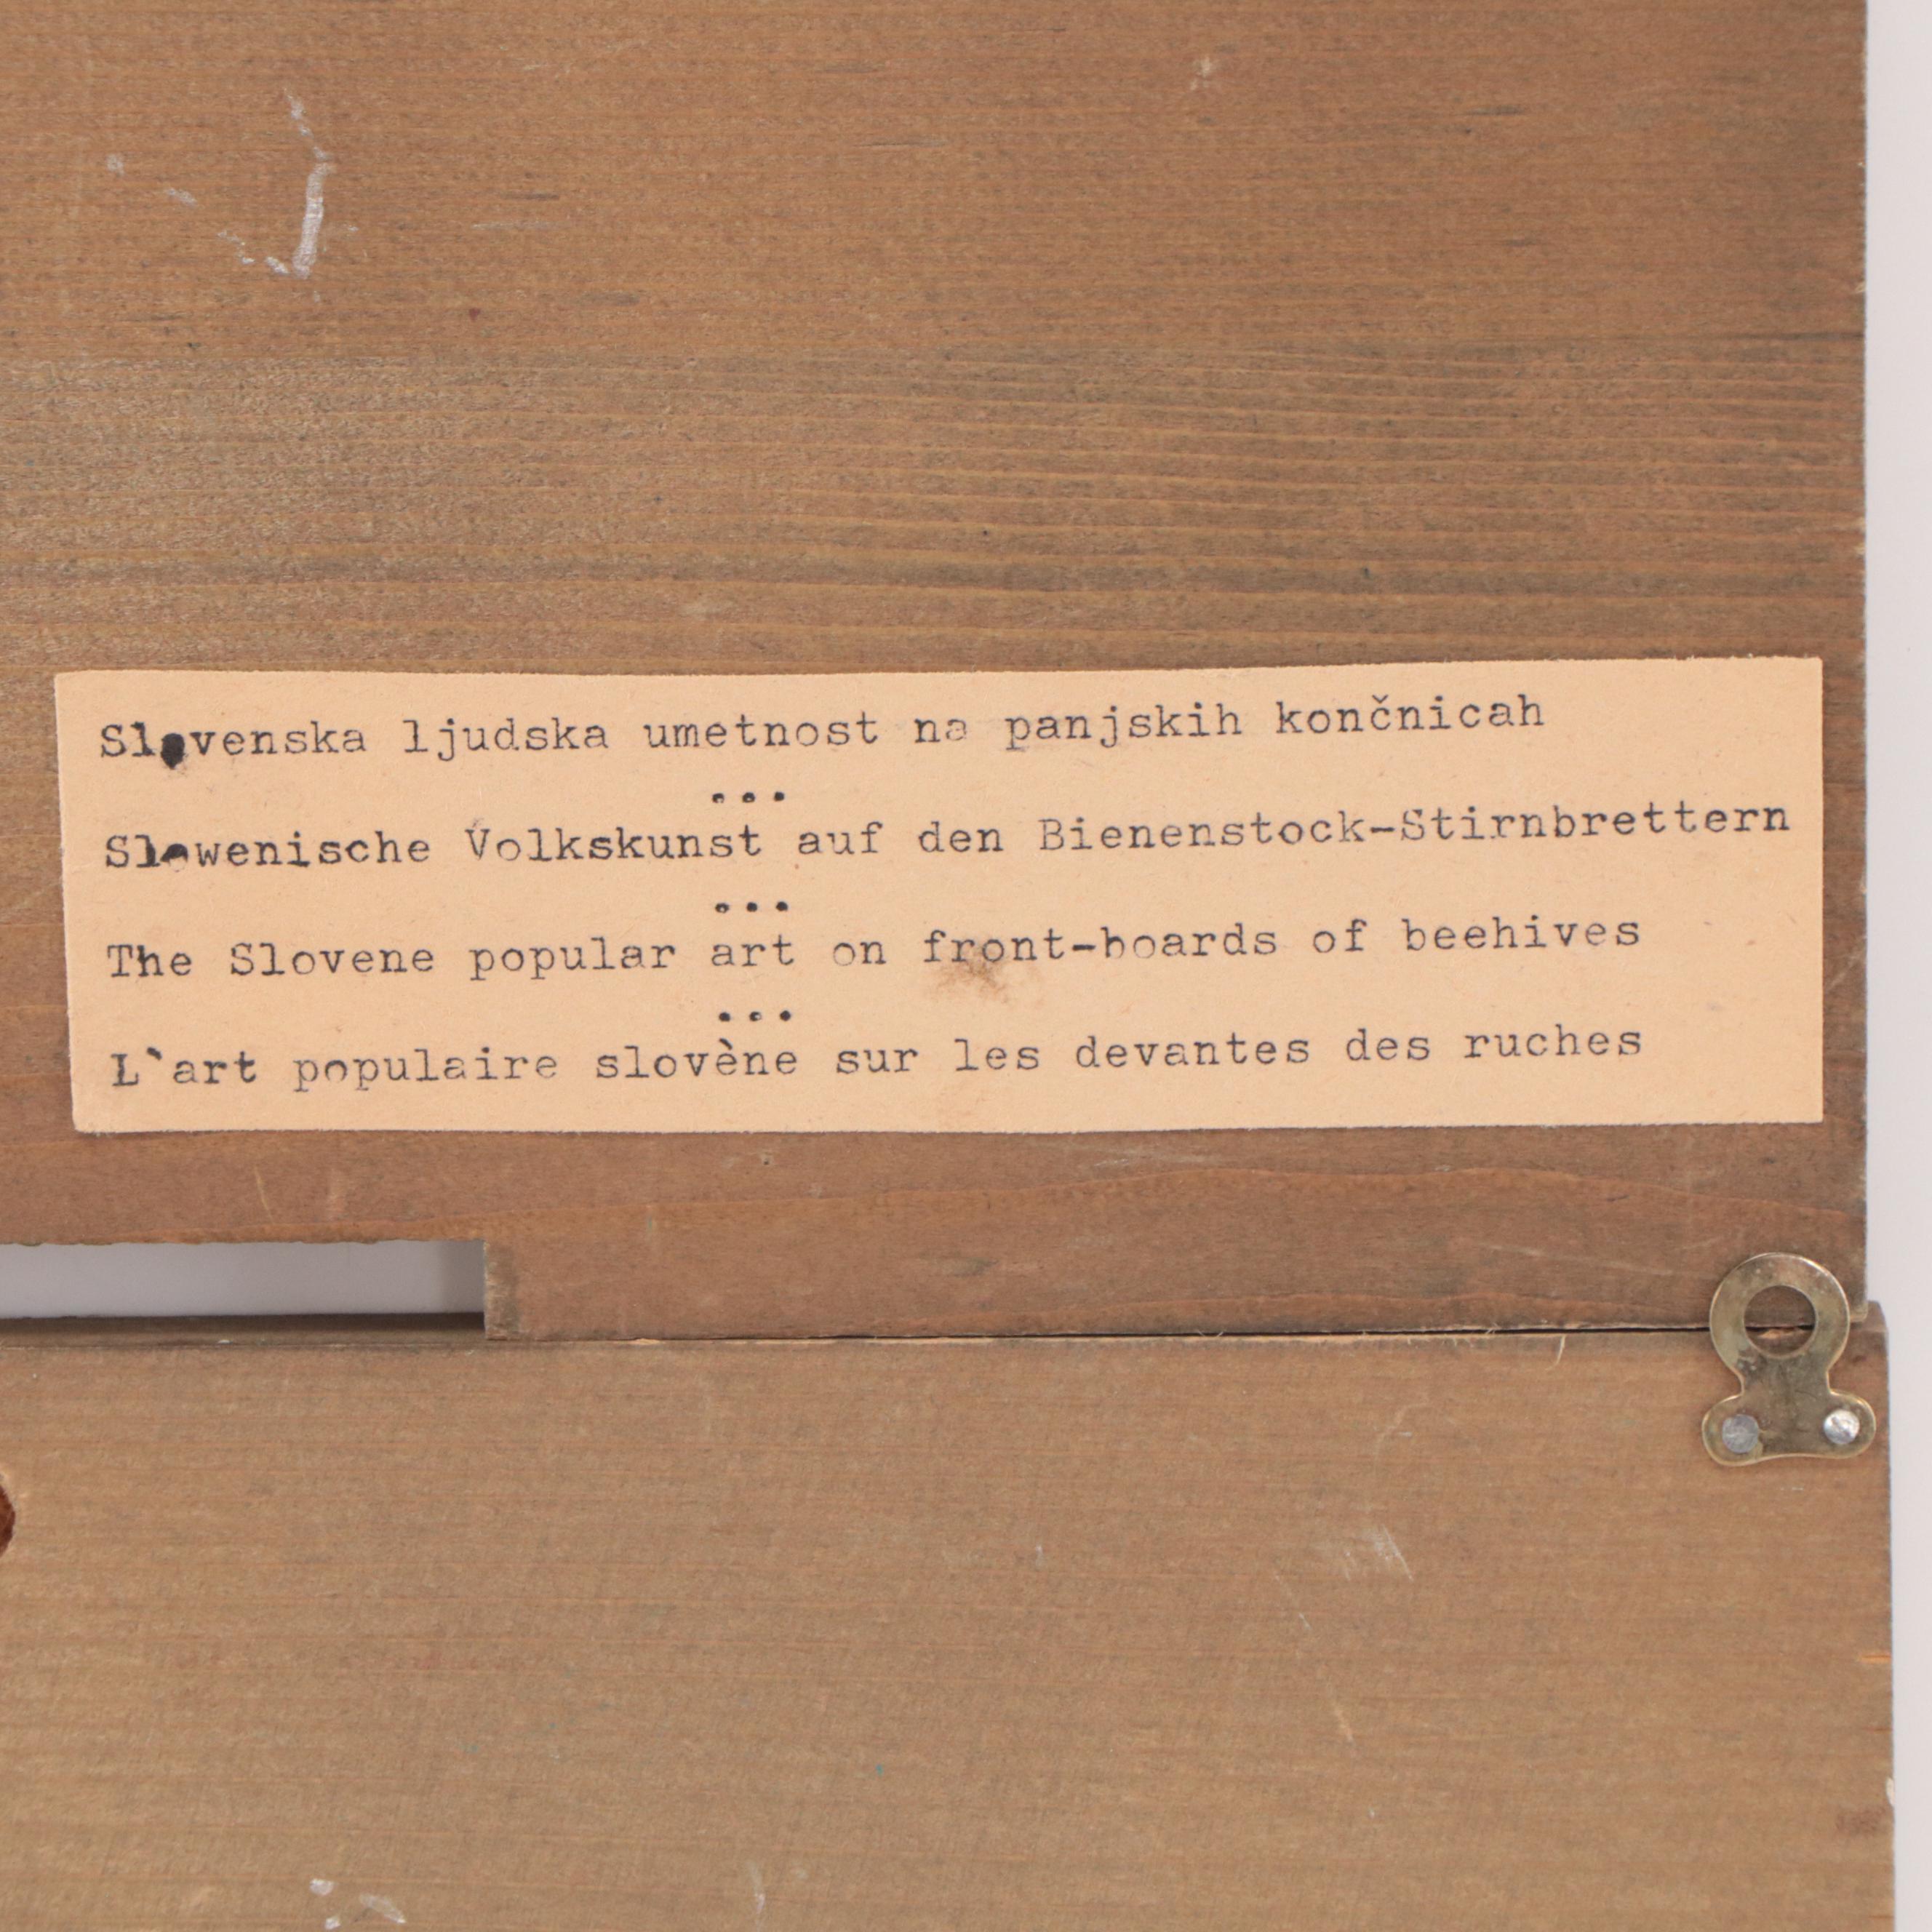 Slovenska ljudska umetnost na panjskih končnicah
...
Slowenische Volkskunst auf den Bienenstock-Stirnbrettern
...
The Slovene popular art on front-boards of beehives
...
L`art populaire slovène sur les devantes des ruches